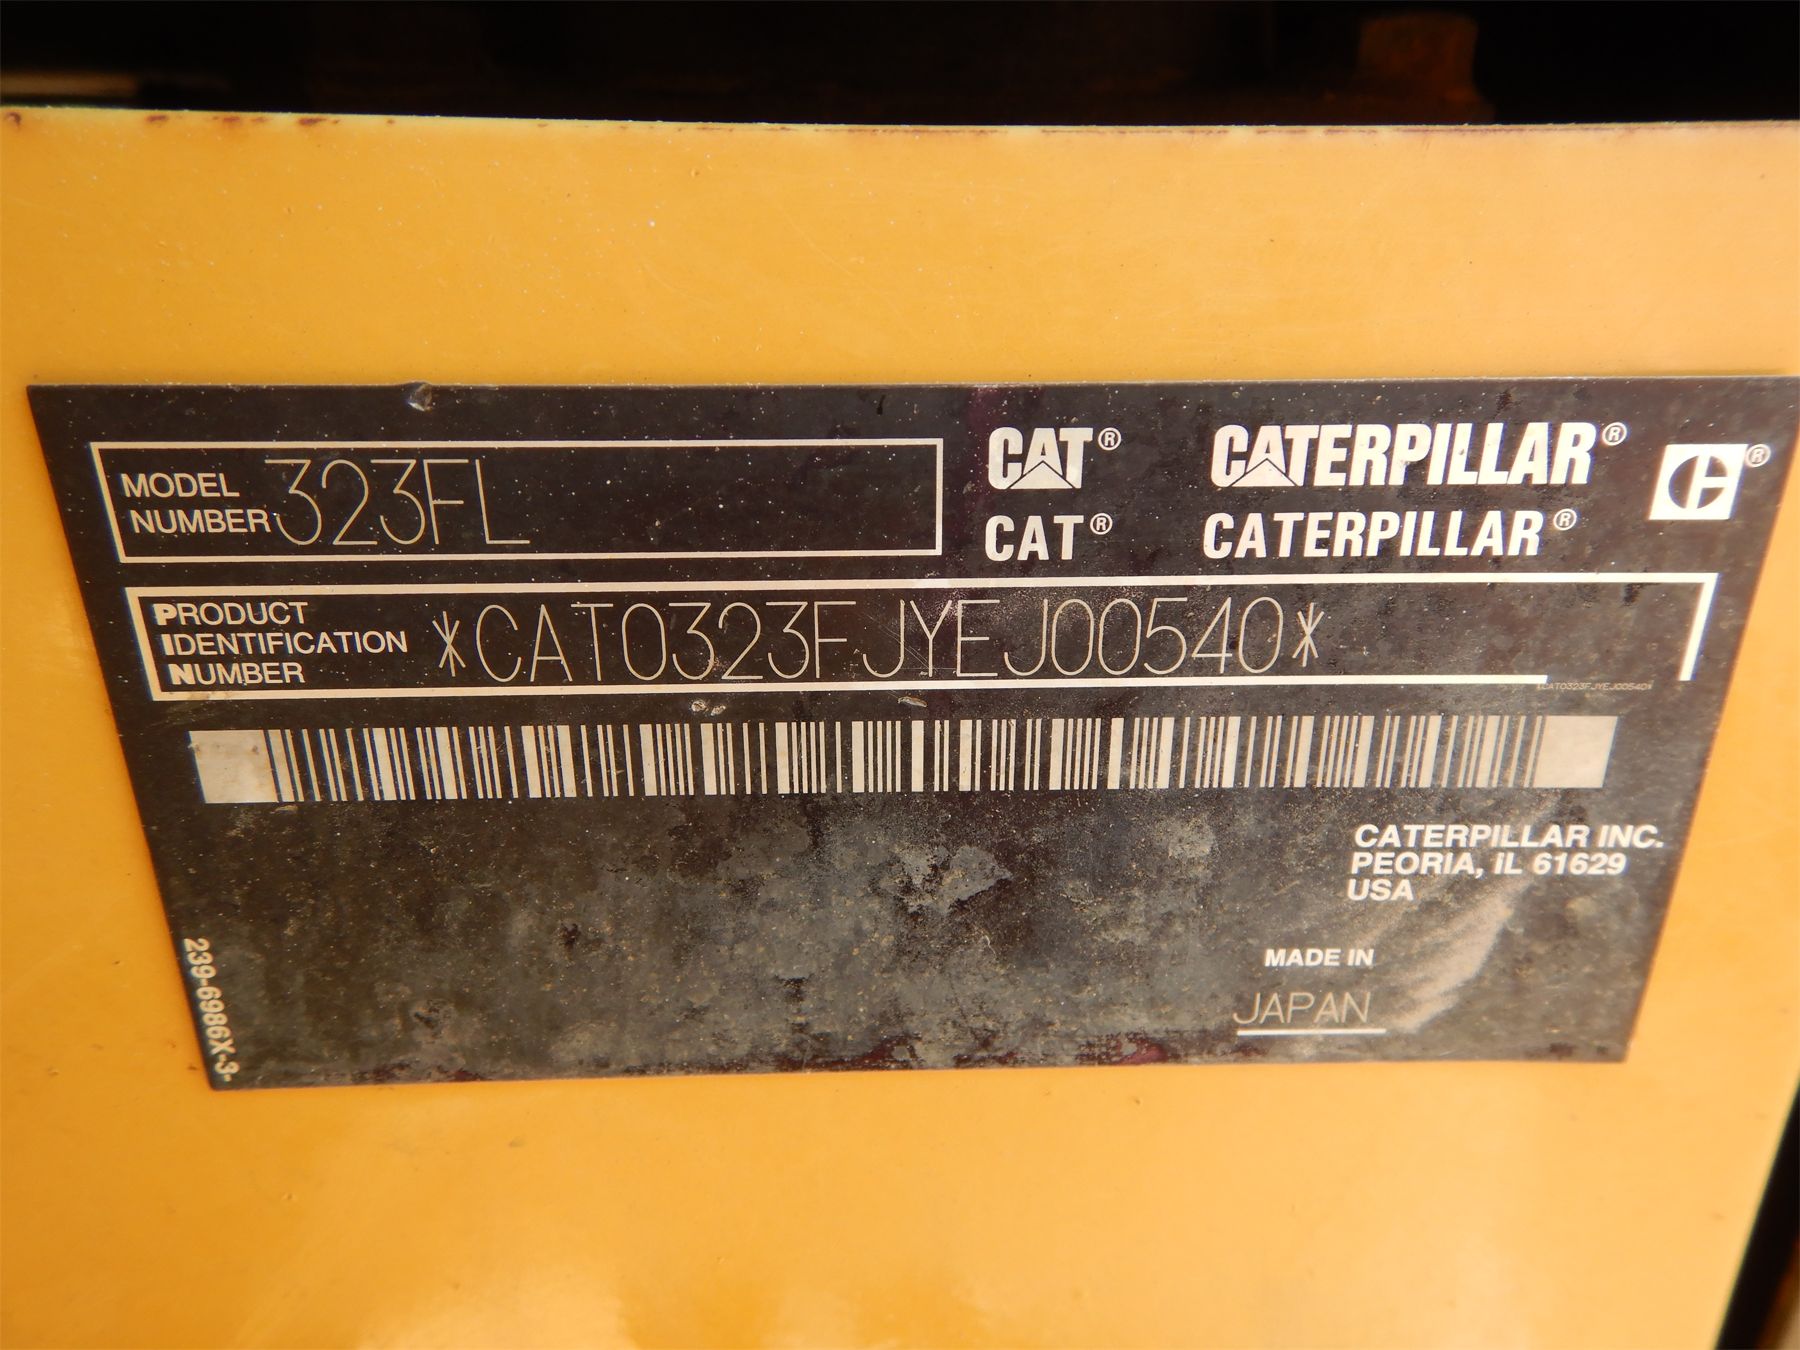 MODEL
NUMBER 323FL
CAT® CATERPILLAR® ®
CAT® CATERPILLAR®
PRODUCT
IDENTIFICATION
NUMBER *CAT0323FJYEJ00540*
*CAT0323FJYEJ00540*
CATERPILLAR INC.
PEORIA, IL 61629
USA
MADE IN
JAPAN
239-6986X-3-